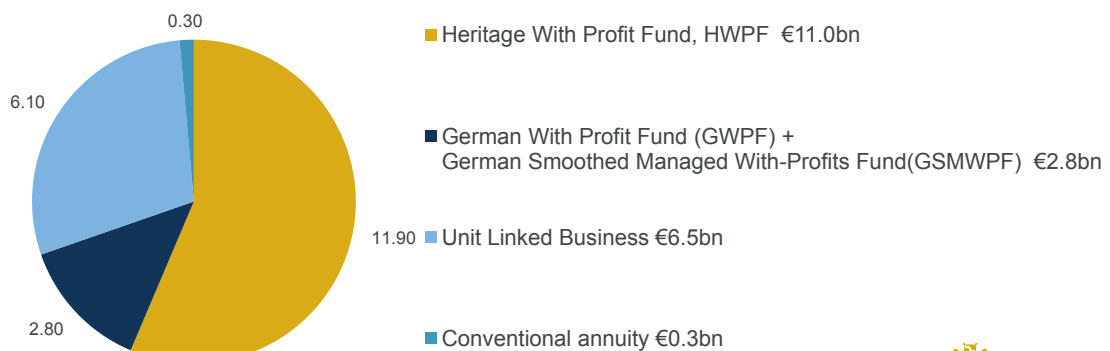 0.30
Heritage With Profit Fund, HWPF €11.0bn
6.10
German With Profit Fund (GWPF) +
German Smoothed Managed With-Profits Fund(GSMWPF) €2.8bn
11.90
Unit Linked Business €6.5bn
2.80
Conventional annuity €0.3bn